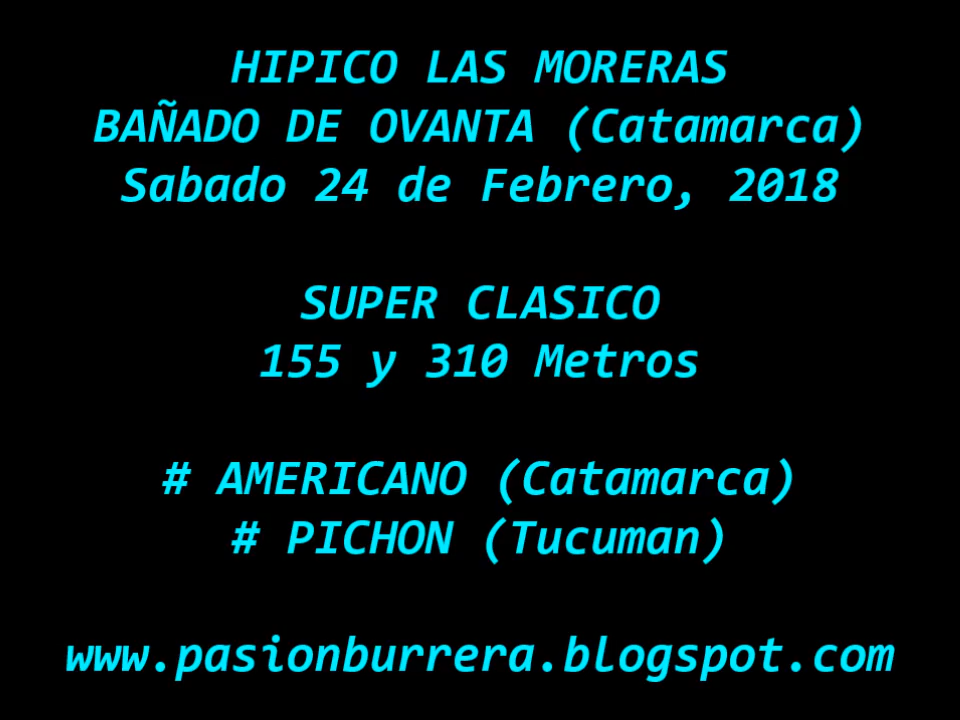 HIPICO LAS MORERAS
BAÑADO DE OVANTA (Catamarca)
Sabado 24 de Febrero, 2018
SUPER CLASICO
155 y 310 Metros
# AMERICANO (Catamarca)
# PICHON (Tucuman)
www.pasionburrera.blogspot.com